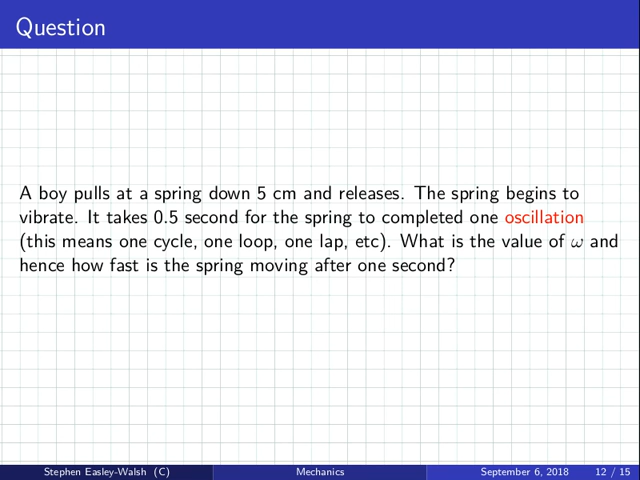 Question
A boy pulls at a spring down 5 cm and releases. The spring begins to
vibrate. It takes 0.5 second for the spring to completed one oscillation
(this means one cycle, one loop, one lap, etc). What is the value of ω and
hence how fast is the spring moving after one second?
Stephen Easley-Walsh (C) Mechanics September 6, 2018 12 / 15